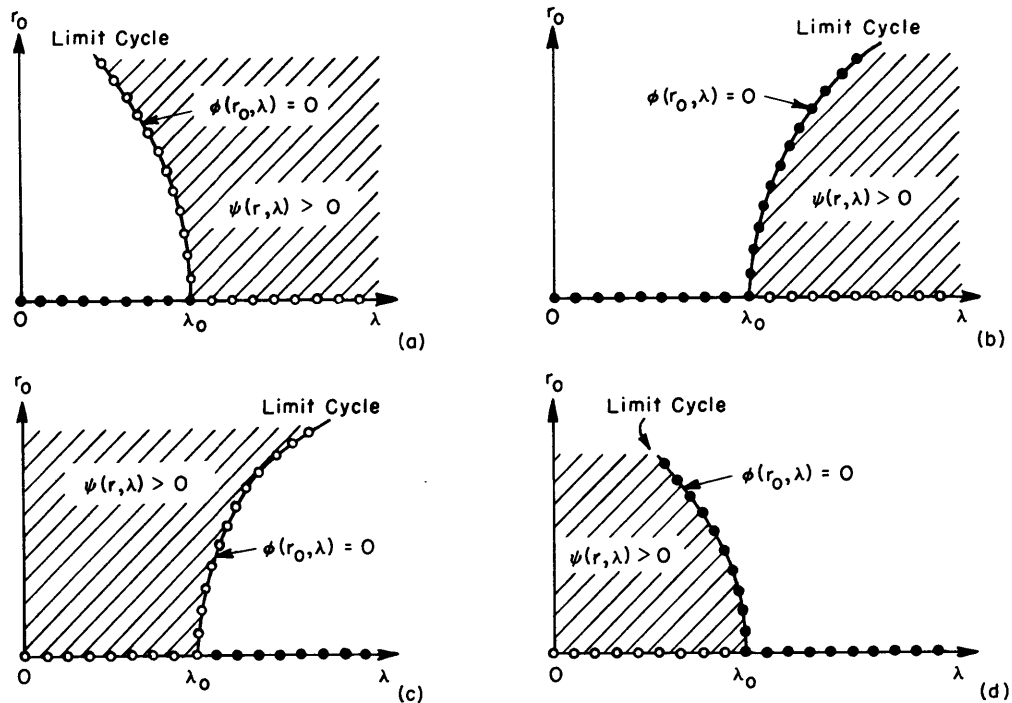 r₀
Limit Cycle
ϕ(r₀,λ) = 0
ψ(r,λ) > 0
0
λ₀
λ
(a)
r₀
Limit Cycle
ϕ(r₀,λ) = 0
ψ(r,λ) > 0
0
λ₀
λ
(b)
r₀
Limit Cycle
ψ(r,λ) > 0
ϕ(r₀,λ) = 0
0
λ₀
λ
(c)
r₀
Limit Cycle
ϕ(r₀,λ) = 0
ψ(r,λ) > 0
0
λ₀
λ
(d)